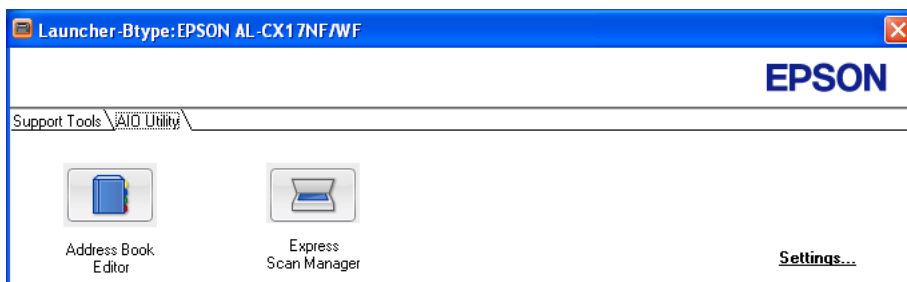 Launcher-Btype:EPSON AL-CX17NF/WF
EPSON
Support Tools AIO Utility
Address Book
Editor
Express
Scan Manager
Settings...